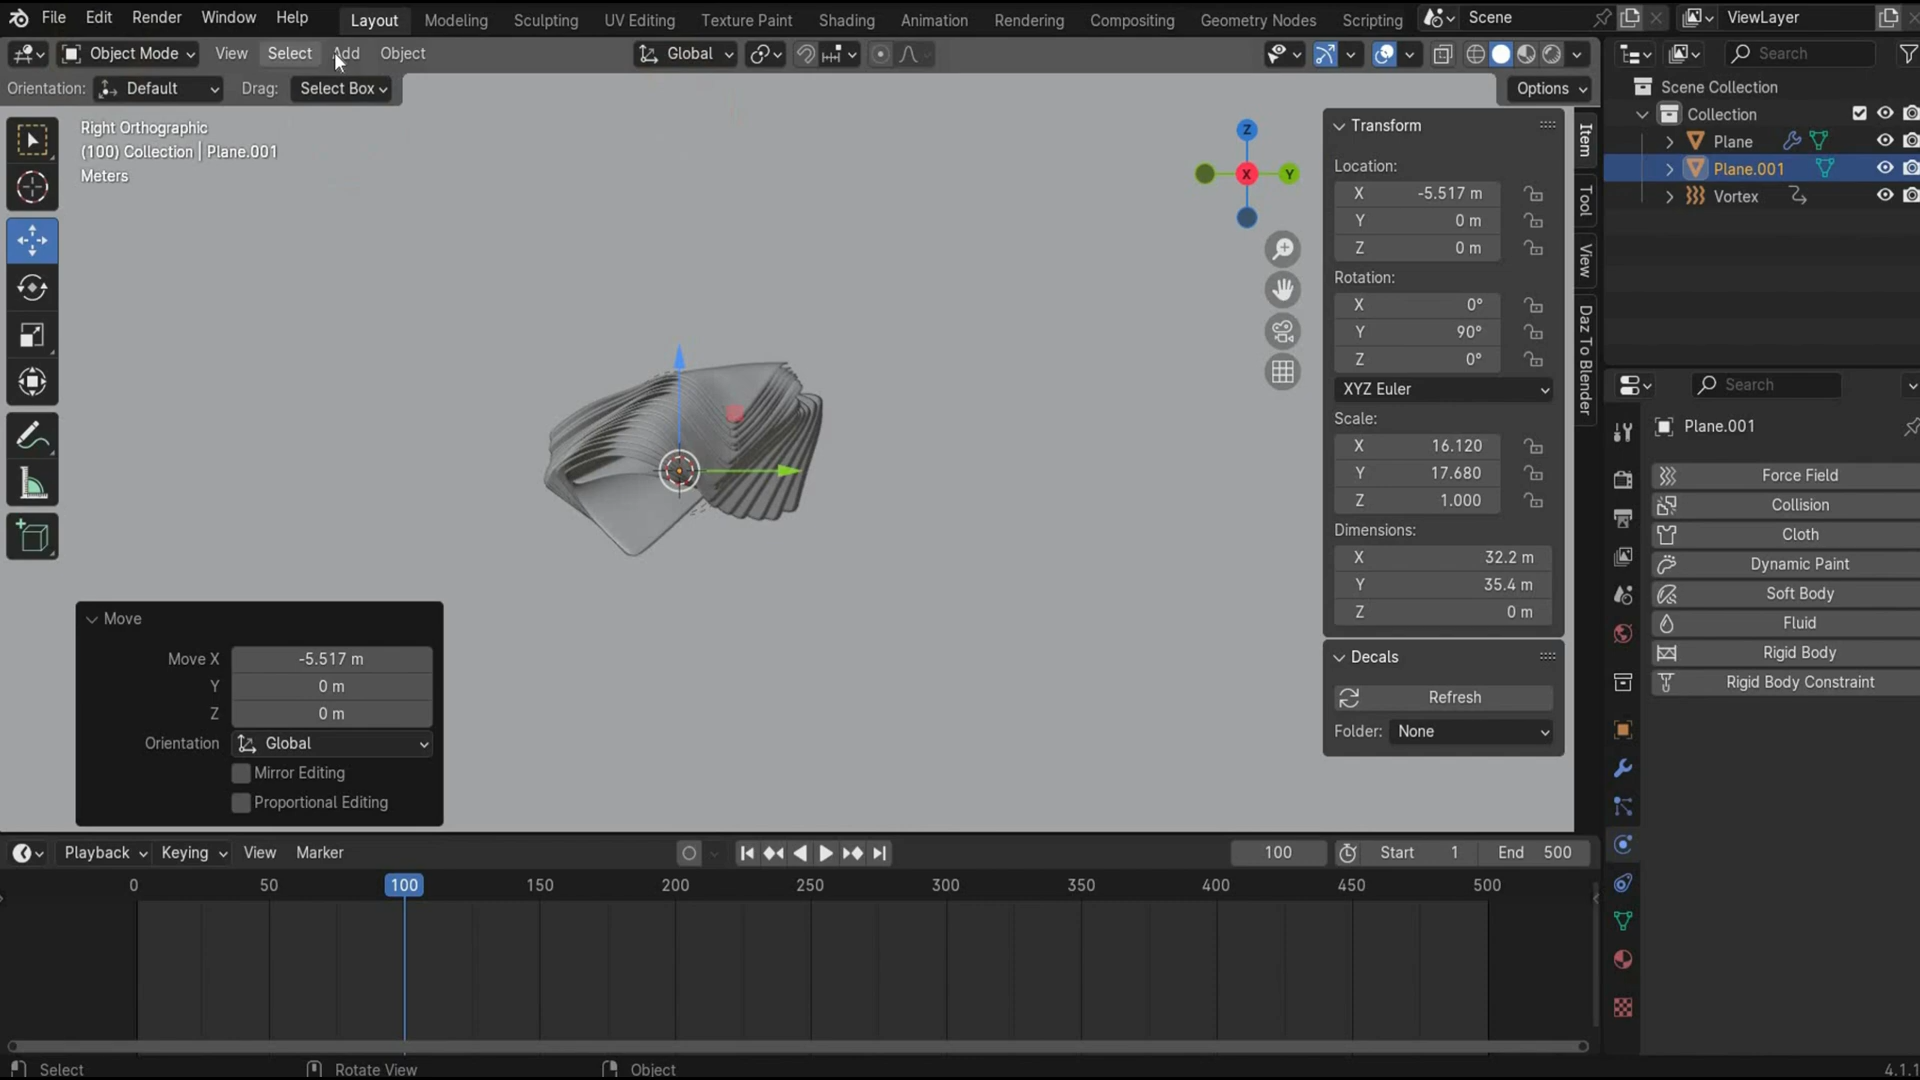 File Edit Render Window Help Layout Modeling Sculpting UV Editing Texture Paint Shading Animation Rendering Compositing Geometry Nodes Scripting Scene ViewLayer
Object Mode View Select Add Object Global Search
Orientation: Default Drag: Select Box Options
Scene Collection
Collection
Plane
Plane.001
Vortex
Right Orthographic
(100) Collection | Plane.001
Meters
Z
X
Y
Transform
Location:
X -5.517 m
Y 0 m
Z 0 m
Rotation:
X 0°
Y 90°
Z 0°
XYZ Euler
Scale:
X 16.120
Y 17.680
Z 1.000
Dimensions:
X 32.2 m
Y 35.4 m
Z 0 m
Decals
Refresh
Folder: None
Item
Tool
View
Daz To Blender
Search
Plane.001
Force Field
Collision
Cloth
Dynamic Paint
Soft Body
Fluid
Rigid Body
Rigid Body Constraint
Move
Move X -5.517 m
Y 0 m
Z 0 m
Orientation Global
Mirror Editing
Proportional Editing
Playback Keying View Marker 100 Start 1 End 500
0 50 100 150 200 250 300 350 400 450 500
Select Rotate View Object 4.1.1